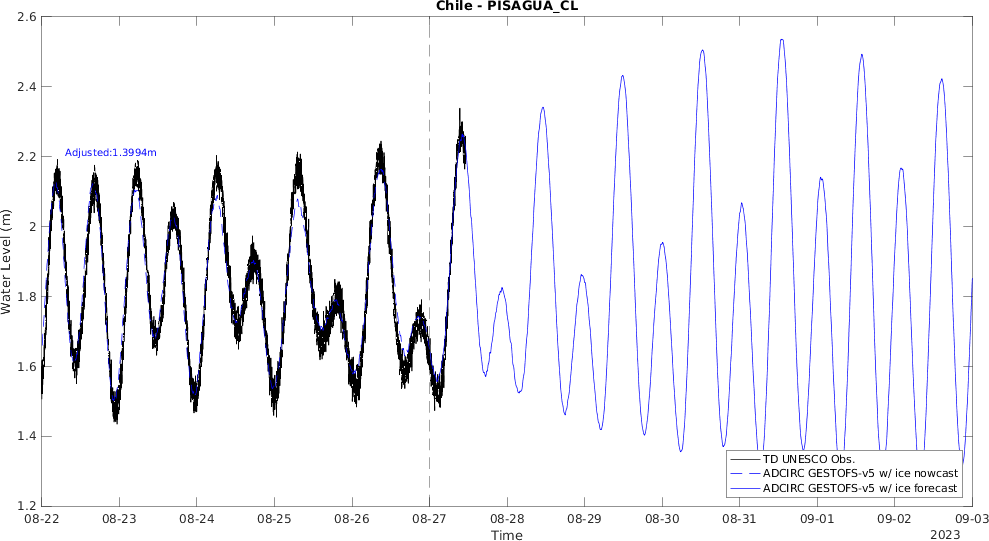 Chile - PISAGUA_CL
2.6
2.4
2.2
2
1.8
1.6
1.4
1.2
Water Level (m)
Adjusted:1.3994m
TD UNESCO Obs.
ADCIRC GESTOFS-v5 w/ ice nowcast
ADCIRC GESTOFS-v5 w/ ice forecast
08-22 08-23 08-24 08-25 08-26 08-27 08-28 08-29 08-30 08-31 09-01 09-02 09-03
Time
2023